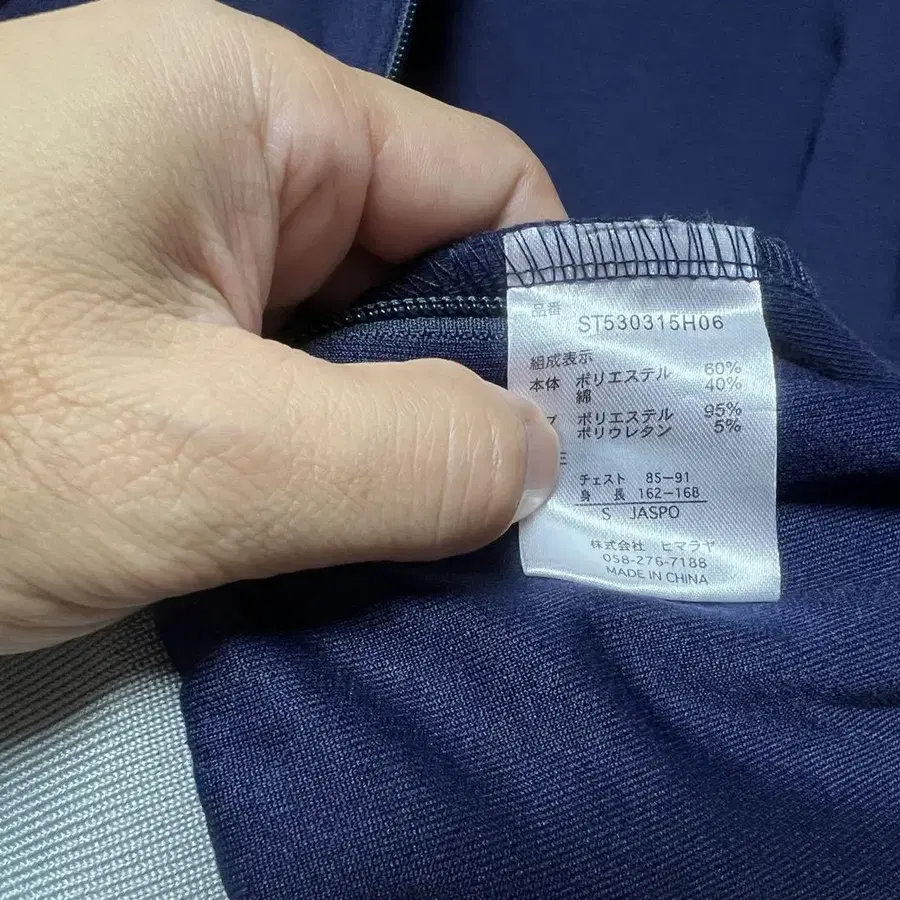 品番 ST530315H06
組成表示
本体 ポリエステル 60%
綿 40%
ブ ポリエステル 95%
ポリウレタン 5%
チェスト 85-91
身長 162-168
S JASPO
株式会社 ヒマラヤ
058-276-7188
MADE IN CHINA